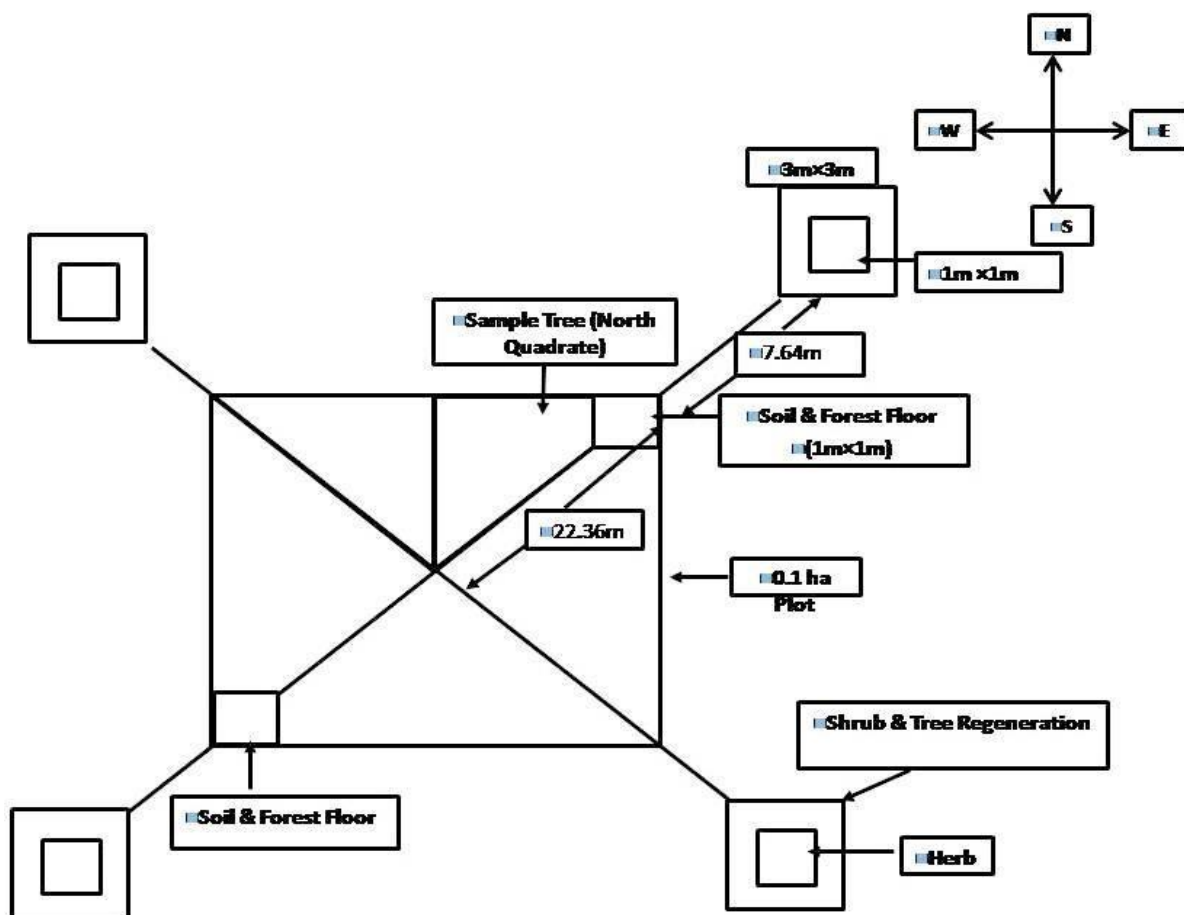 N
W
E
S
3m×3m
1m ×1m
Sample Tree (North
Quadrate)
7.64m
Soil & Forest Floor
(1m×1m)
22.36m
0.1 ha
Plot
Shrub & Tree Regeneration
Soil & Forest Floor
Herb